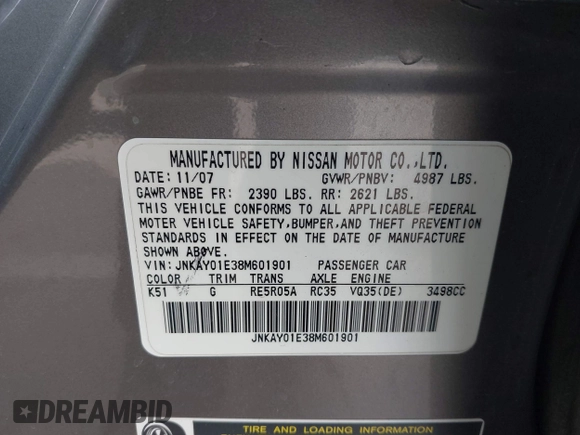 MANUFACTURED BY NISSAN MOTOR CO.,LTD.
DATE: 11/07 GVWR/PNBV: 4987 LBS.
GAWR/PNBE FR: 2390 LBS. RR: 2621 LBS.
THIS VEHICLE CONFORMS TO ALL APPLICABLE FEDERAL
MOTOR VEHICLE SAFETY,BUMPER,AND THEFT PREVENTION
STANDARDS IN EFFECT ON THE DATE OF MANUFACTURE
SHOWN ABOVE.
VIN: JNKAY01E38M601901 PASSENGER CAR
COLOR TRIM TRANS AXLE ENGINE
K51 G RE5R05A RC35 VQ35(DE) 3498CC
JNKAY01E38M601901
TIRE AND LOADING INFORMATION
DREAMBID